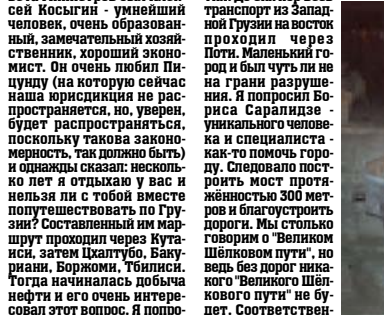 сей Косыгин - умнейший
человек, очень образован-
ный, замечательный хозяй-
ственник, хороший эконо-
мист. Он очень любил Пи-
цунду (на которую сейчас
наша юрисдикция не рас-
пространяется, но, уверен,
будет распространяться,
поскольку такова законо-
мерность, так должно быть)
и однажды сказал: несколь-
ко лет я отдыхаю у вас и
нельзя ли с тобой вместе
попутешествовать по Гру-
зии? Составленный им мар-
шрут проходил через Кута-
иси, затем Цхалтубо, Баку-
риани, Боржоми, Тбилиси.
Тогда начиналась добыча
нефти и его очень интере-
совал этот вопрос. Я попро-
транспорт из Запад-
ной Грузии на восток
проходил через
Поти. Маленький го-
род и был чуть ли не
на грани разруше-
ния. Я попросил Бо-
риса Саралидзе -
уникального челове-
ка и специалиста -
как-то помочь горо-
ду. Следовало пост-
роить мост протя-
жённостью 300 мет-
ров и благоустроить
дороги. Мы столько
говорим о "Великом
Шёлковом пути", но
ведь без дорог ника-
кого "Великого Шёл-
кового пути" не бу-
дет. Соответствен-